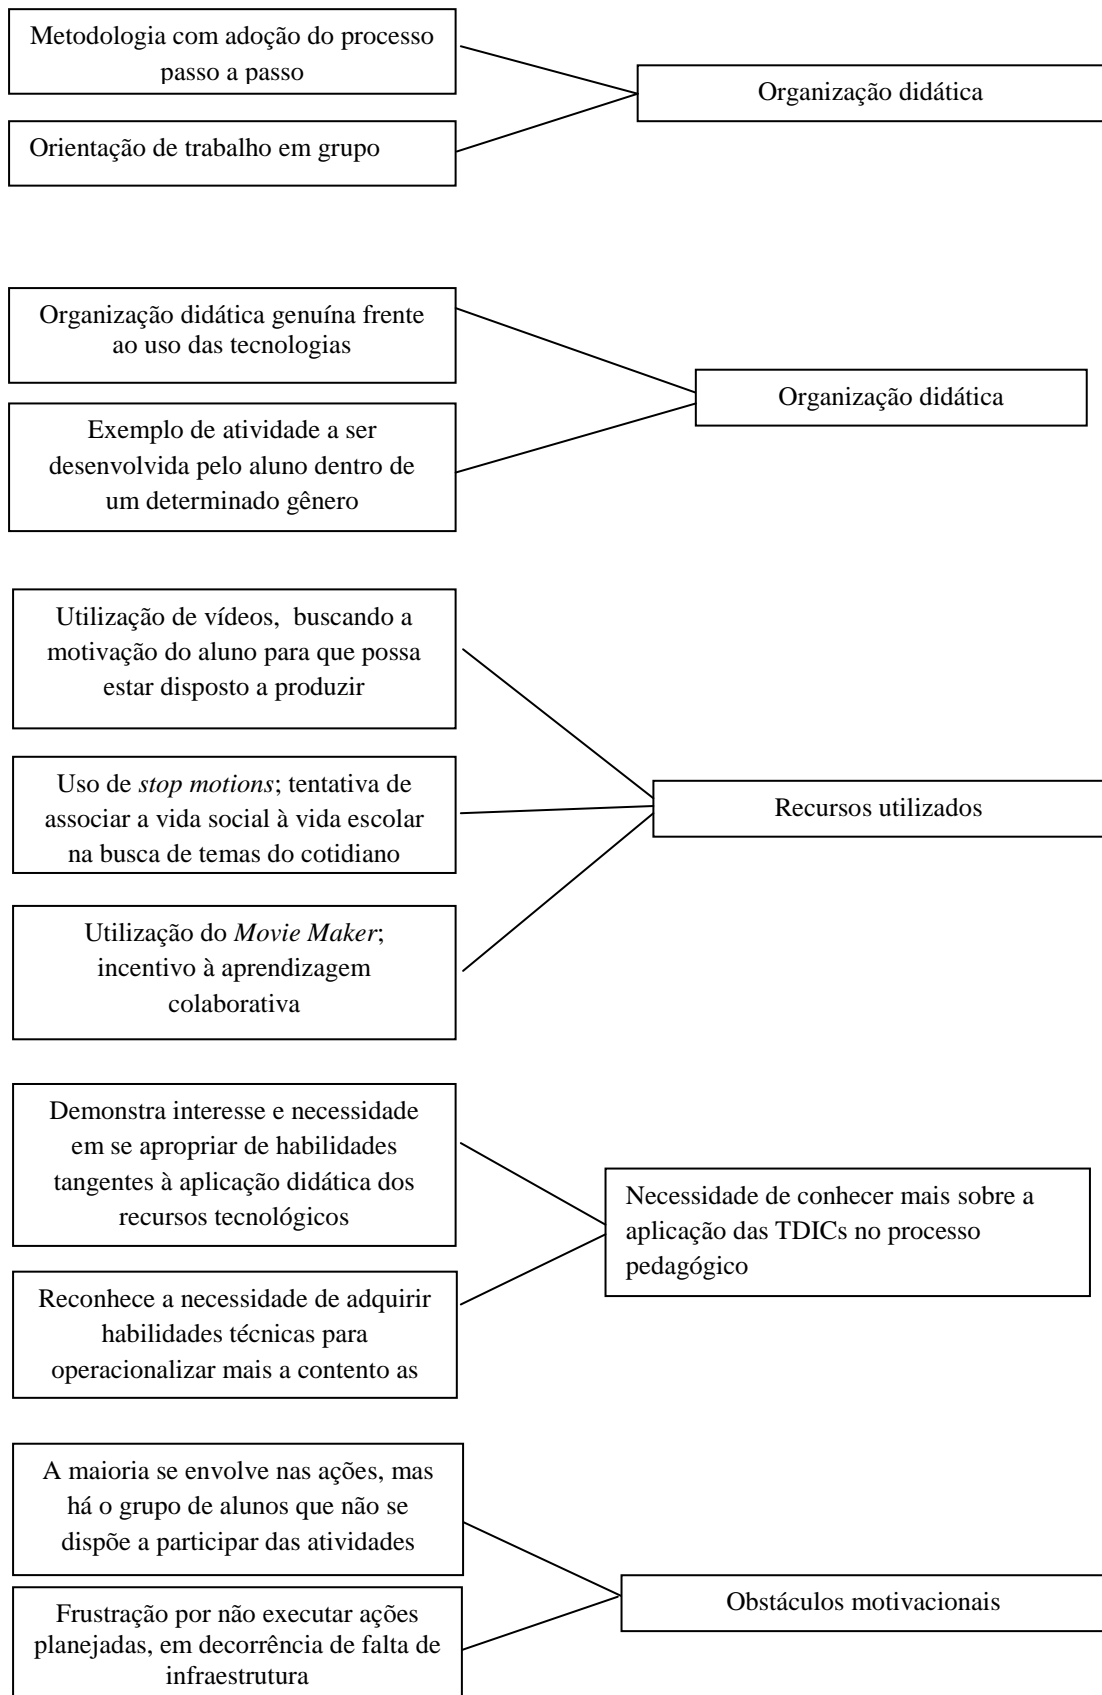 Metodologia com adoção do processo
passo a passo
Organização didática
Orientação de trabalho em grupo
Organização didática genuína frente
ao uso das tecnologias
Organização didática
Exemplo de atividade a ser
desenvolvida pelo aluno dentro de
um determinado gênero
Utilização de vídeos,  buscando a
motivação do aluno para que possa
estar disposto a produzir
Uso de stop motions; tentativa de
associar a vida social à vida escolar
na busca de temas do cotidiano
Recursos utilizados
Utilização do Movie Maker;
incentivo à aprendizagem
colaborativa
Demonstra interesse e necessidade
em se apropriar de habilidades
tangentes à aplicação didática dos
recursos tecnológicos
Necessidade de conhecer mais sobre a
aplicação das TDICs no processo
pedagógico
Reconhece a necessidade de adquirir
habilidades técnicas para
operacionalizar mais a contento as
A maioria se envolve nas ações, mas
há o grupo de alunos que não se
dispõe a participar das atividades
Obstáculos motivacionais
Frustração por não executar ações
planejadas, em decorrência de falta de
infraestrutura